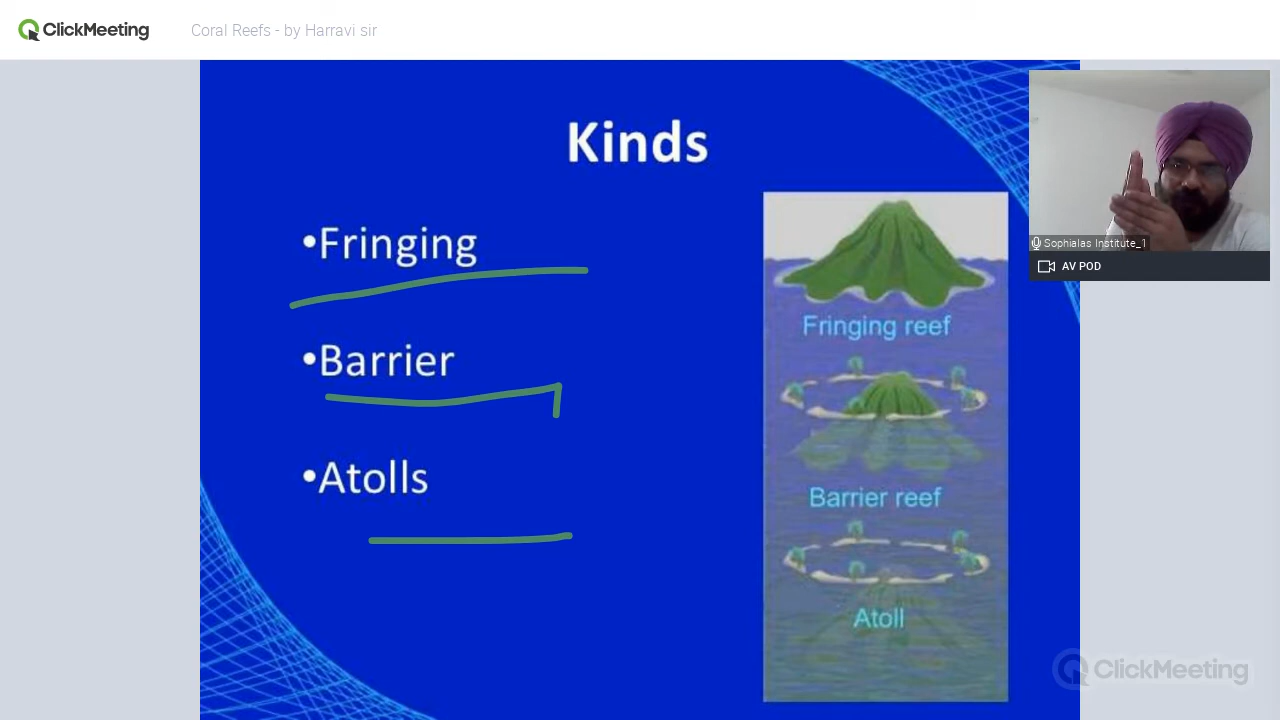 ClickMeeting
Coral Reefs - by Harravi sir
Kinds
•Fringing
•Barrier
•Atolls
Fringing reef
Barrier reef
Atoll
Sophialas Institute_1
AV POD
ClickMeeting